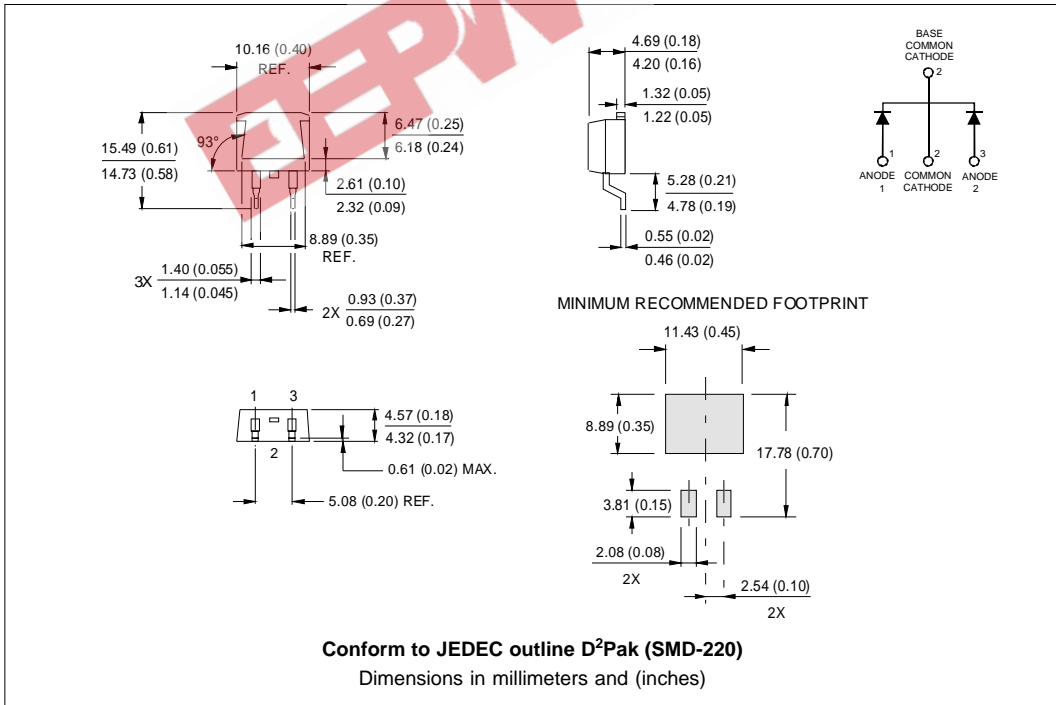 10.16 (0.40)
REF.
93°
15.49 (0.61)
14.73 (0.58)
6.47 (0.25)
6.18 (0.24)
2.61 (0.10)
2.32 (0.09)
8.89 (0.35)
REF.
3X
1.40 (0.055)
1.14 (0.045)
2X
0.93 (0.37)
0.69 (0.27)
4.69 (0.18)
4.20 (0.16)
1.32 (0.05)
1.22 (0.05)
5.28 (0.21)
4.78 (0.19)
0.55 (0.02)
0.46 (0.02)
BASE
COMMON
CATHODE
2
1
2
3
ANODE
1
COMMON
CATHODE
ANODE
2
1 3
2
4.57 (0.18)
4.32 (0.17)
0.61 (0.02) MAX.
5.08 (0.20) REF.
MINIMUM RECOMMENDED FOOTPRINT
11.43 (0.45)
8.89 (0.35)
17.78 (0.70)
3.81 (0.15)
2.08 (0.08)
2X
2.54 (0.10)
2X
Conform to JEDEC outline D²Pak (SMD-220)
Dimensions in millimeters and (inches)